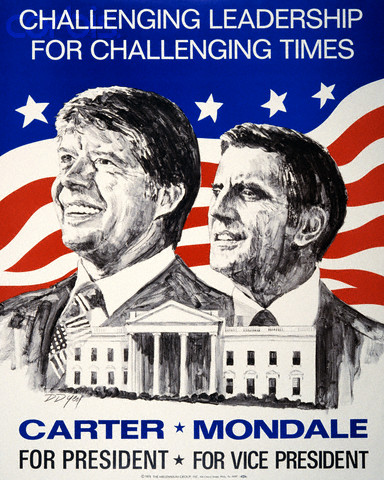 CHALLENGING LEADERSHIP
FOR CHALLENGING TIMES
CARTER ★ MONDALE
FOR PRESIDENT ★ FOR VICE PRESIDENT